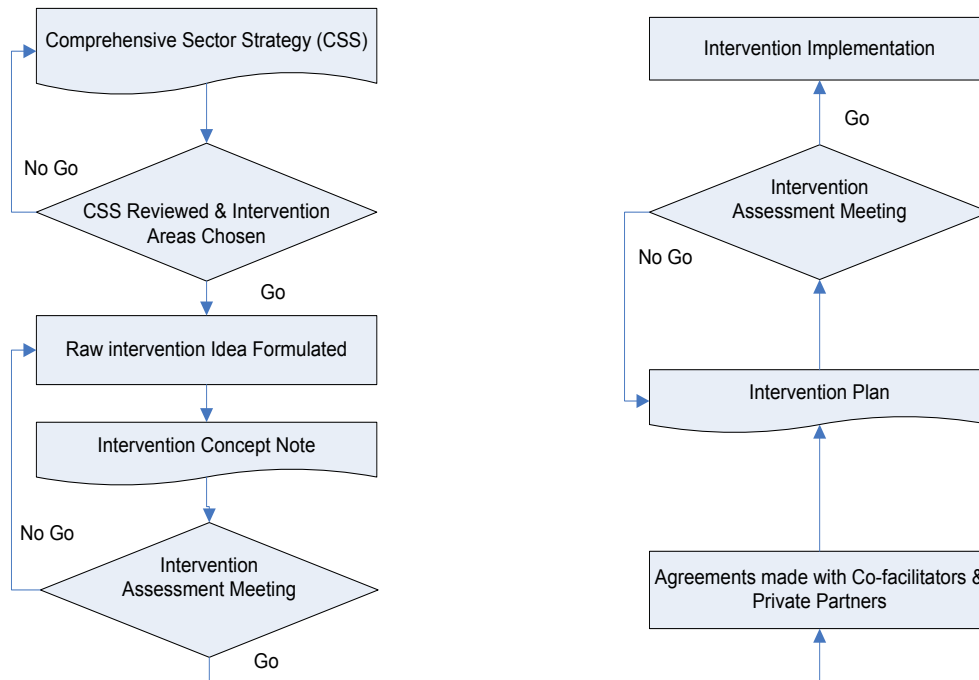 Comprehensive Sector Strategy (CSS)
No Go
CSS Reviewed & Intervention
Areas Chosen
Go
Raw intervention Idea Formulated
Intervention Concept Note
No Go
Intervention
Assessment Meeting
Go
Intervention Implementation
Go
Intervention
Assessment Meeting
No Go
Intervention Plan
Agreements made with Co-facilitators &
Private Partners